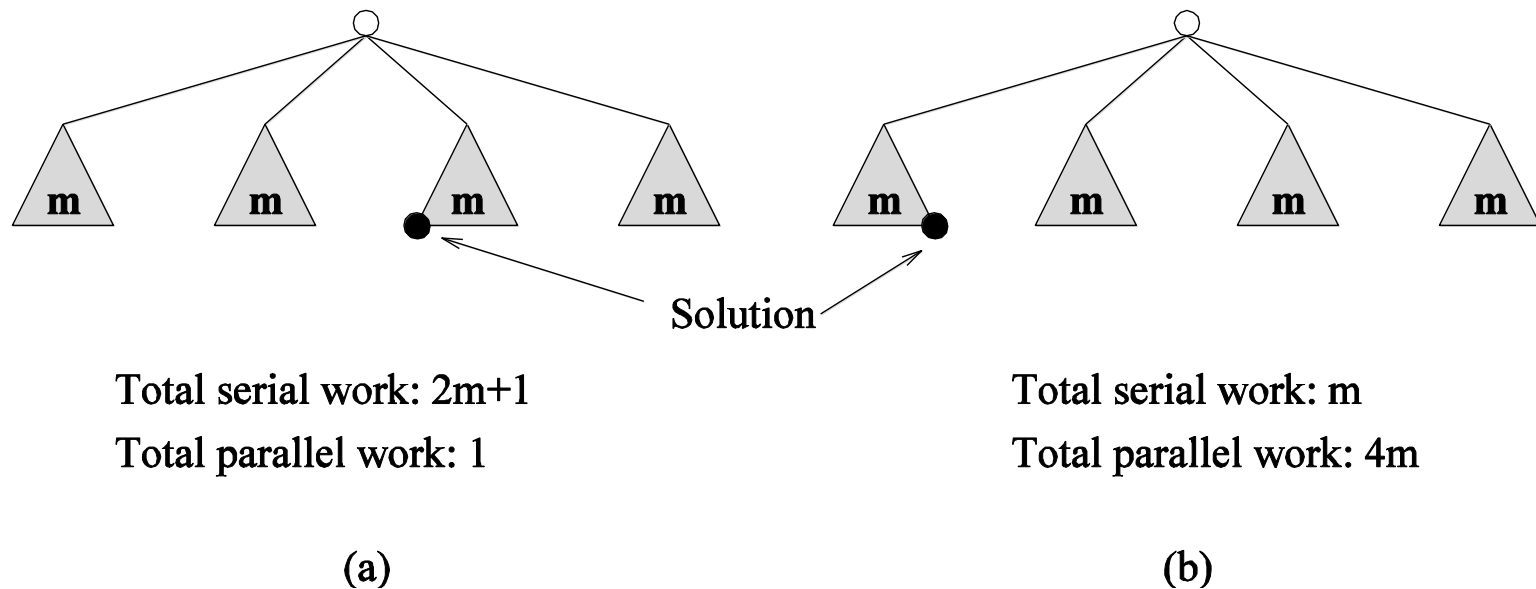 m m m m m m m m
Solution
Total serial work: 2m+1 Total serial work: m
Total parallel work: 1 Total parallel work: 4m
(a) (b)